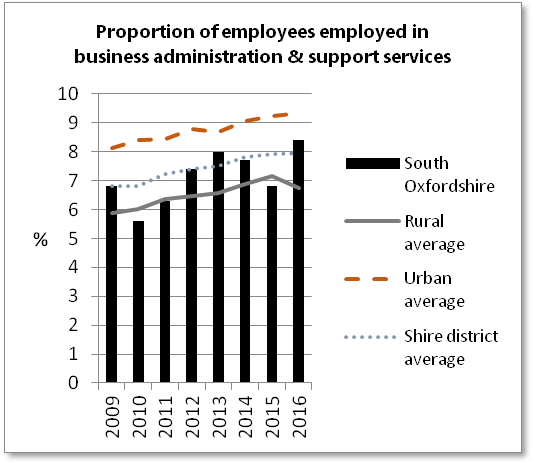 Proportion of employees employed in
business administration & support services
10
9
8
7
6
5
4
3
2
1
0
%
2009
2010
2011
2012
2013
2014
2015
2016
South
Oxfordshire
Rural
average
Urban
average
Shire district
average